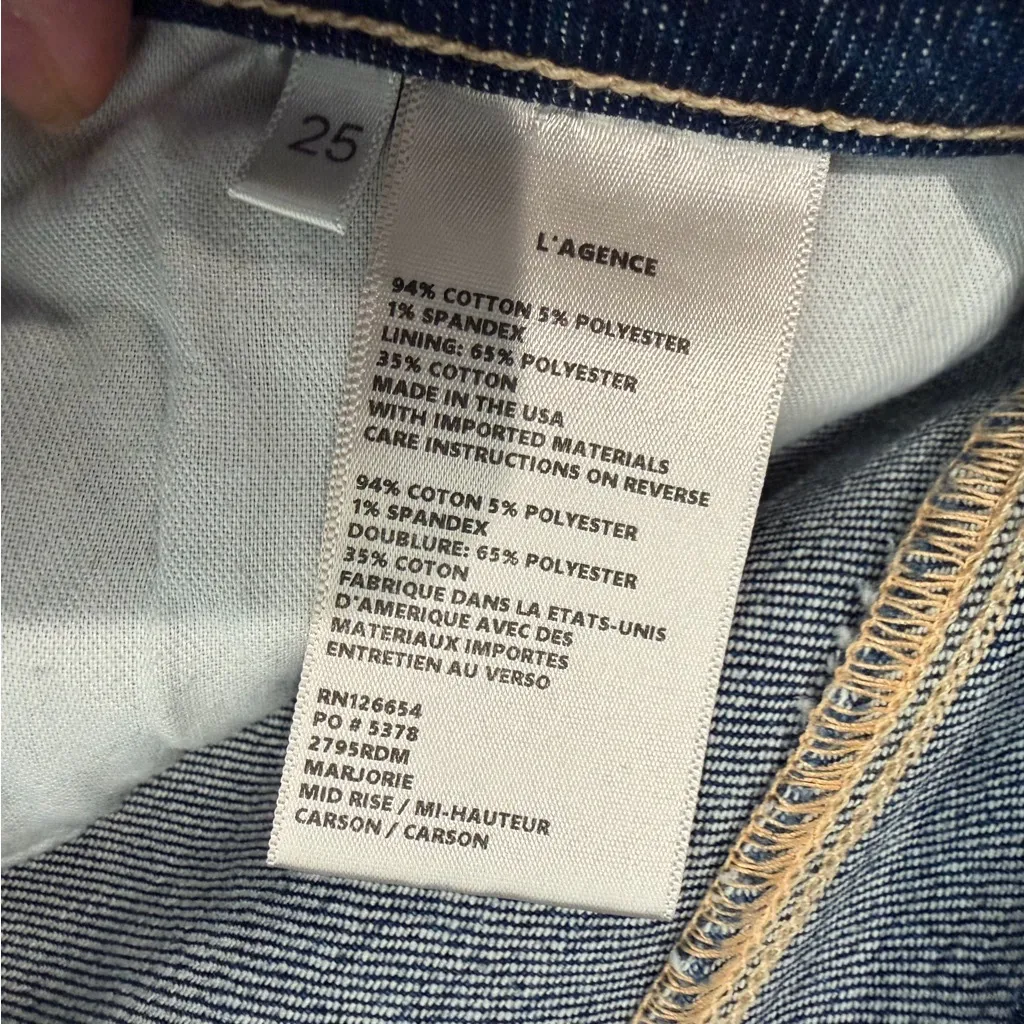 25
L'AGENCE
94% COTTON 5% POLYESTER
1% SPANDEX
LINING: 65% POLYESTER
35% COTTON
MADE IN THE USA
WITH IMPORTED MATERIALS
CARE INSTRUCTIONS ON REVERSE
94% COTON 5% POLYESTER
1% SPANDEX
DOUBLURE: 65% POLYESTER
35% COTON
FABRIQUE DANS LA ETATS-UNIS
D'AMERIQUE AVEC DES
MATERIAUX IMPORTES
ENTRETIEN AU VERSO
RN126654
PO # 5378
2795RDM
MARJORIE
MID RISE / MI-HAUTEUR
CARSON / CARSON